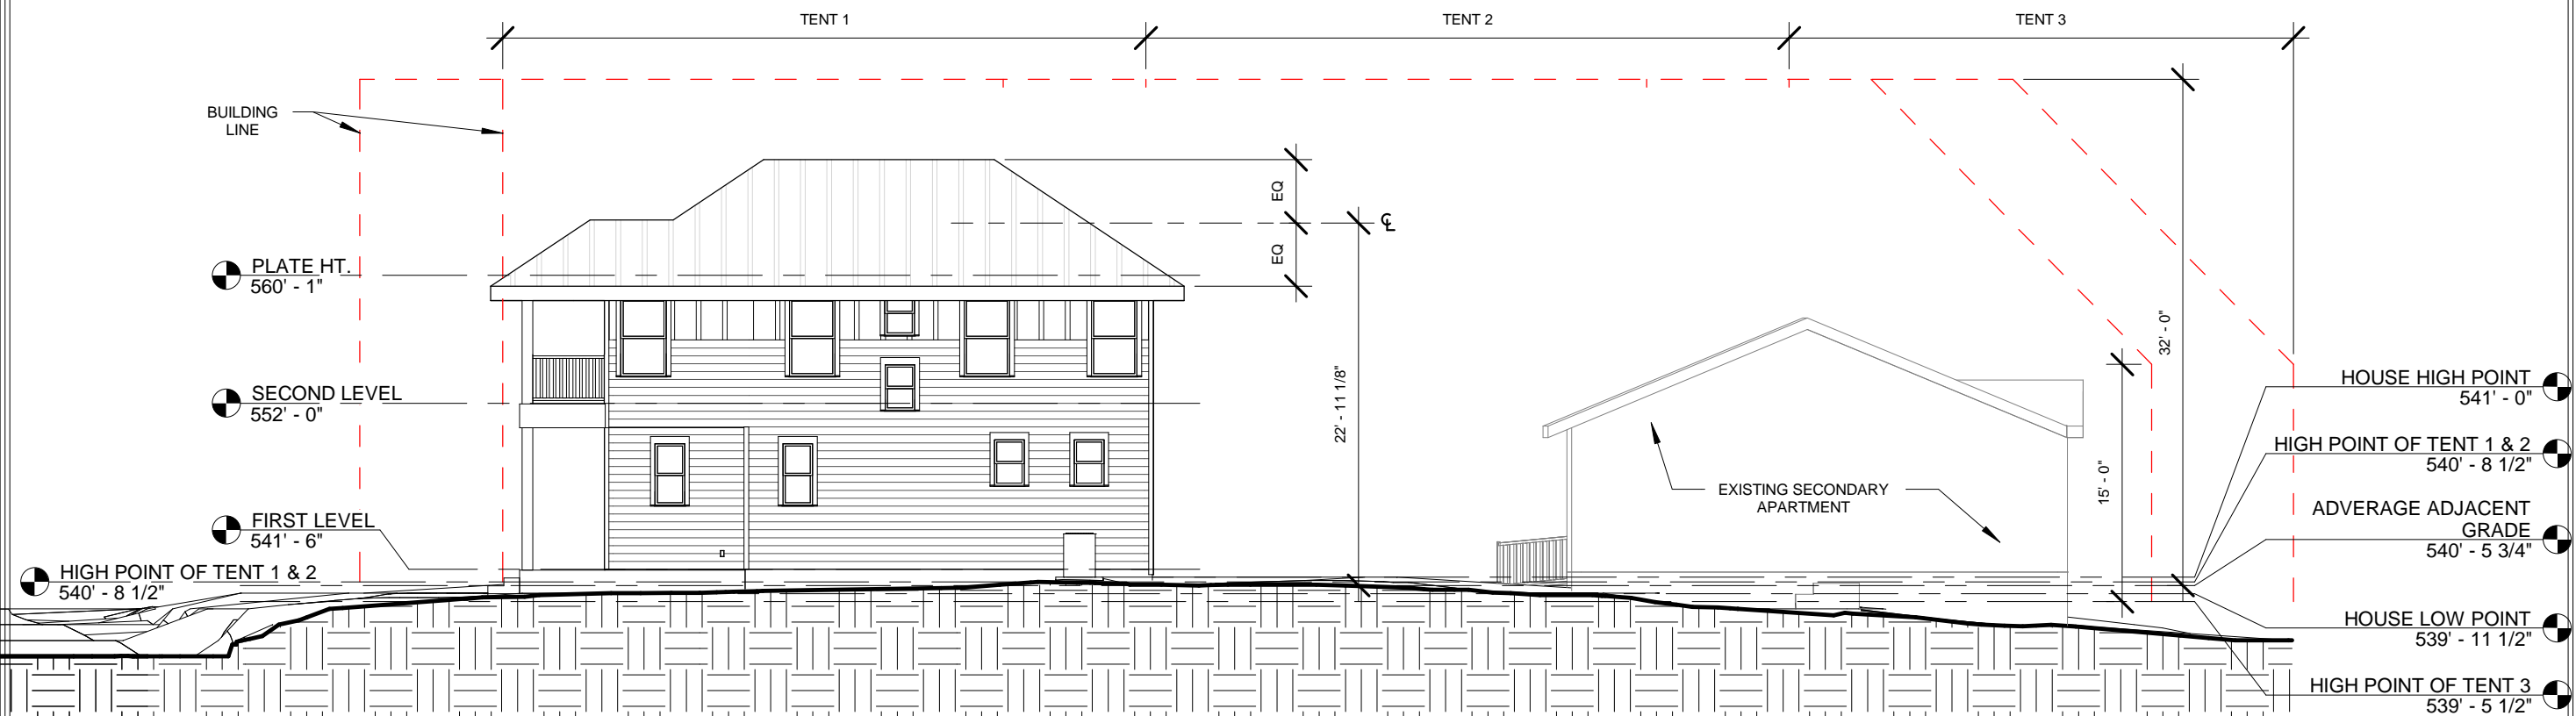 TENT 1
TENT 2
TENT 3
BUILDING
LINE
EQ
EQ
℄
PLATE HT.
560' - 1"
SECOND LEVEL
552' - 0"
FIRST LEVEL
541' - 6"
HIGH POINT OF TENT 1 & 2
540' - 8 1/2"
22' - 11 1/8"
EXISTING SECONDARY
APARTMENT
15' - 0"
32' - 0"
HOUSE HIGH POINT
541' - 0"
HIGH POINT OF TENT 1 & 2
540' - 8 1/2"
ADVERAGE ADJACENT
GRADE
540' - 5 3/4"
HOUSE LOW POINT
539' - 11 1/2"
HIGH POINT OF TENT 3
539' - 5 1/2"